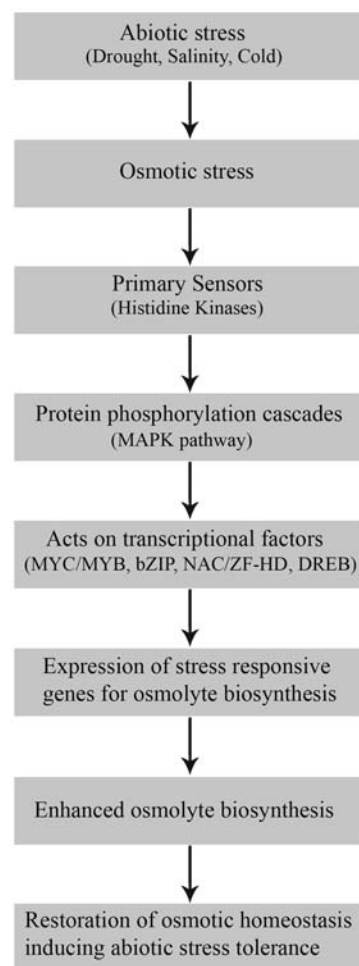 Abiotic stress
(Drought, Salinity, Cold)
Osmotic stress
Primary Sensors
(Histidine Kinases)
Protein phosphorylation cascades
(MAPK pathway)
Acts on transcriptional factors
(MYC/MYB, bZIP, NAC/ZF-HD, DREB)
Expression of stress responsive
genes for osmolyte biosynthesis
Enhanced osmolyte biosynthesis
Restoration of osmotic homeostasis
inducing abiotic stress tolerance